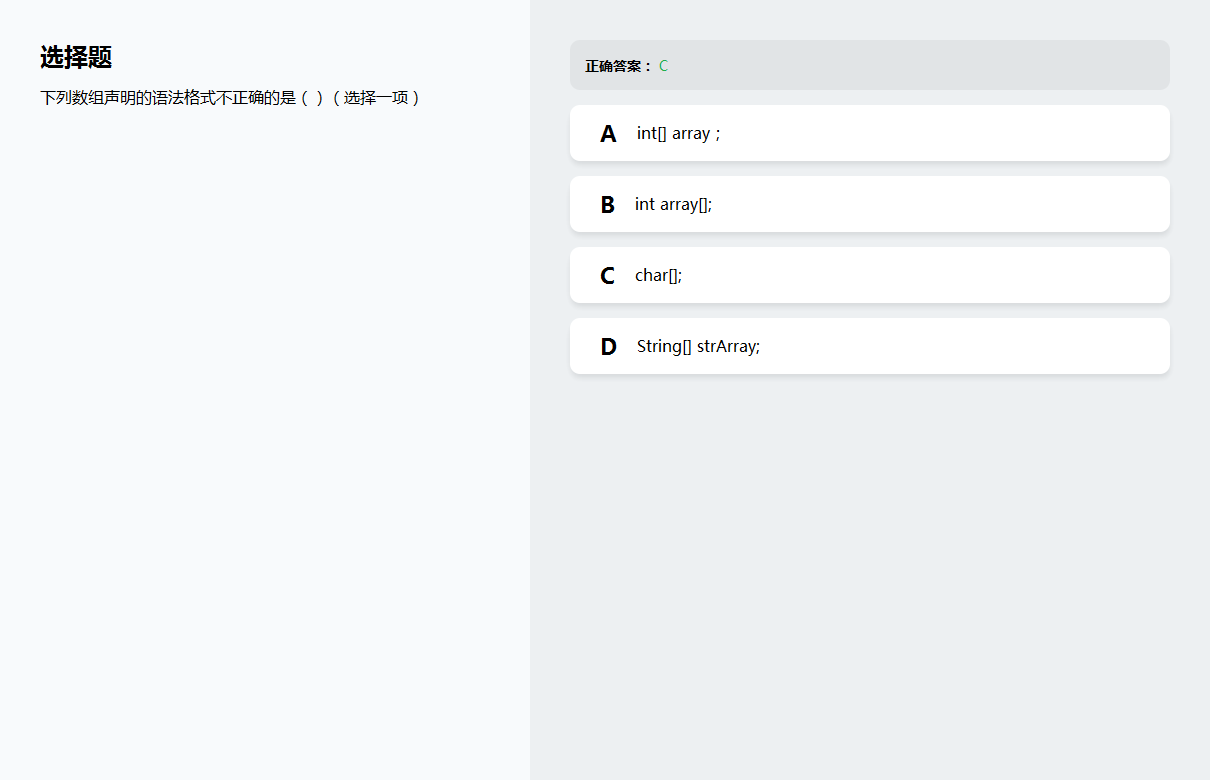 选择题
下列数组声明的语法格式不正确的是（ ）（选择一项）
正确答案： C
A int[] array ;
B int array[];
C char[];
D String[] strArray;